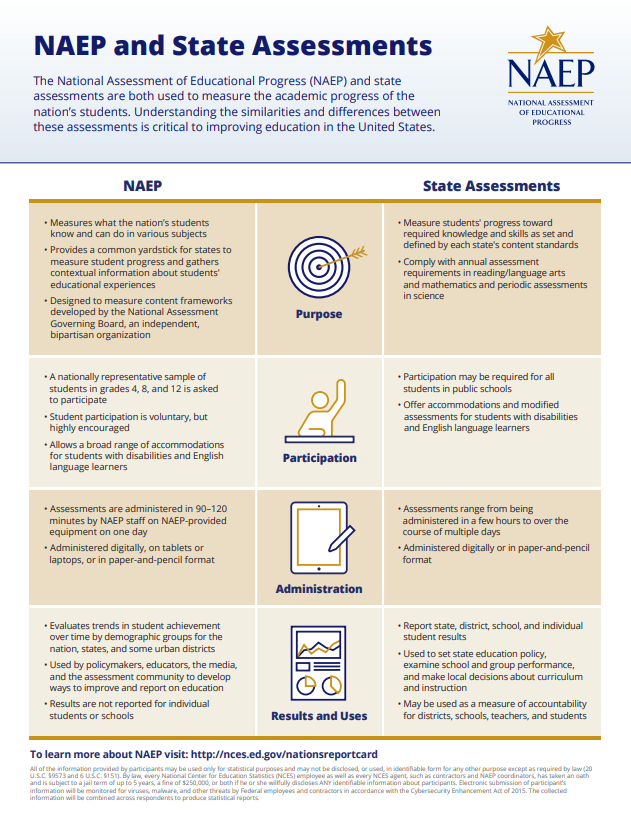 NAEP and State Assessments
The National Assessment of Educational Progress (NAEP) and state
assessments are both used to measure the academic progress of the
nation's students. Understanding the similarities and differences between
these assessments is critical to improving education in the United States.
NAEP
NATIONAL ASSESSMENT
OF EDUCATIONAL
PROGRESS
NAEP
State Assessments
• Measures what the nation's students
know and can do in various subjects
• Provides a common yardstick for states to
measure student progress and gathers
contextual information about students'
educational experiences
• Designed to measure content frameworks
developed by the National Assessment
Governing Board, an independent,
bipartisan organization
Purpose
• Measure students' progress toward
required knowledge and skills as set and
defined by each state's content standards
• Comply with annual assessment
requirements in reading/language arts
and mathematics and periodic assessments
in science
• A nationally representative sample of
students in grades 4, 8, and 12 is asked
to participate
• Student participation is voluntary, but
highly encouraged
• Allows a broad range of accommodations
for students with disabilities and English
language learners
Participation
• Participation may be required for all
students in public schools
• Offer accommodations and modified
assessments for students with disabilities
and English language learners
• Assessments are administered in 90–120
minutes by NAEP staff on NAEP-provided
equipment on one day
• Administered digitally, on tablets or
laptops, or in paper-and-pencil format
Administration
• Assessments range from being
administered in a few hours to over the
course of multiple days
• Administered digitally or in paper-and-pencil
format
• Evaluates trends in student achievement
over time by demographic groups for the
nation, states, and some urban districts
• Used by policymakers, educators, the media,
and the assessment community to develop
ways to improve and report on education
• Results are not reported for individual
students or schools
Results and Uses
• Report state, district, school, and individual
student results
• Used to set state education policy,
examine school and group performance,
and make local decisions about curriculum
and instruction
• May be used as a measure of accountability
for districts, schools, teachers, and students
To learn more about NAEP visit: http://nces.ed.gov/nationsreportcard
All of the information provided by participants may be used only for statistical purposes and may not be disclosed, or used, in identifiable form for any other purpose except as required by law (20
U.S.C. §9573 and 6 U.S.C. §151). By law, every National Center for Education Statistics (NCES) employee as well as every NCES agent, such as contractors and NAEP coordinators, has taken an oath
and is subject to a jail term of up to 5 years, a fine of $250,000, or both if he or she willfully discloses ANY identifiable information about participants. Electronic submission of participant's
information will be monitored for viruses, malware, and other threats by Federal employees and contractors in accordance with the Cybersecurity Enhancement Act of 2015. The collected
information will be combined across respondents to produce statistical reports.